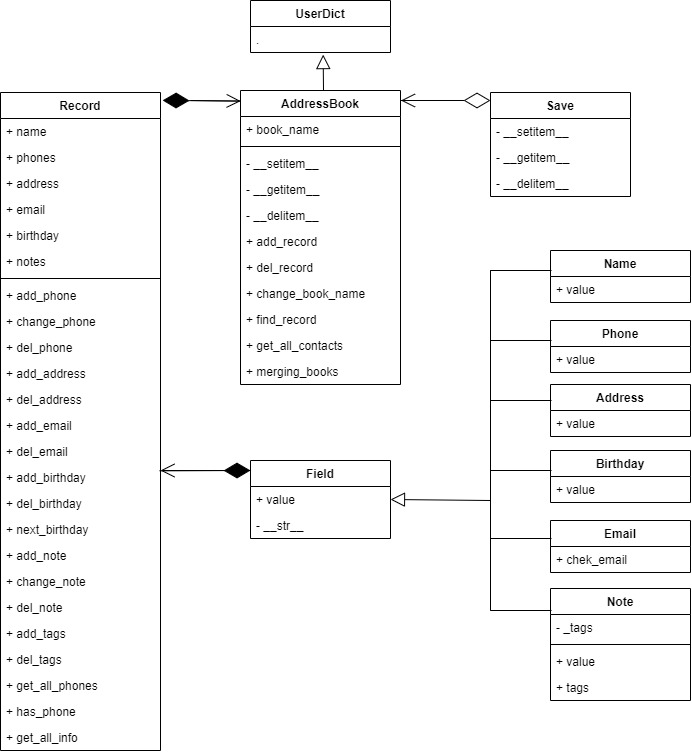 UserDict
.
Record
+ name
+ phones
+ address
+ email
+ birthday
+ notes
+ add_phone
+ change_phone
+ del_phone
+ add_address
+ del_address
+ add_email
+ del_email
+ add_birthday
+ del_birthday
+ next_birthday
+ add_note
+ change_note
+ del_note
+ add_tags
+ del_tags
+ get_all_phones
+ has_phone
+ get_all_info
AddressBook
+ book_name
- __setitem__
- __getitem__
- __delitem__
+ add_record
+ del_record
+ change_book_name
+ find_record
+ get_all_contacts
+ merging_books
Save
- __setitem__
- __getitem__
- __delitem__
Field
+ value
- __str__
Name
+ value
Phone
+ value
Address
+ value
Birthday
+ value
Email
+ chek_email
Note
- _tags
+ value
+ tags